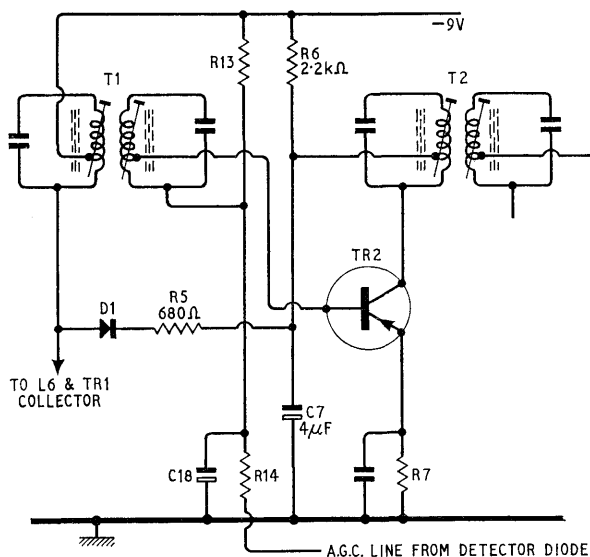 −9V
R13
R6
2·2kΩ
T1
T2
TR2
D1
R5
680Ω
TO L6 & TR1
COLLECTOR
C7
4µF
C18
R14
R7
A.G.C. LINE FROM DETECTOR DIODE